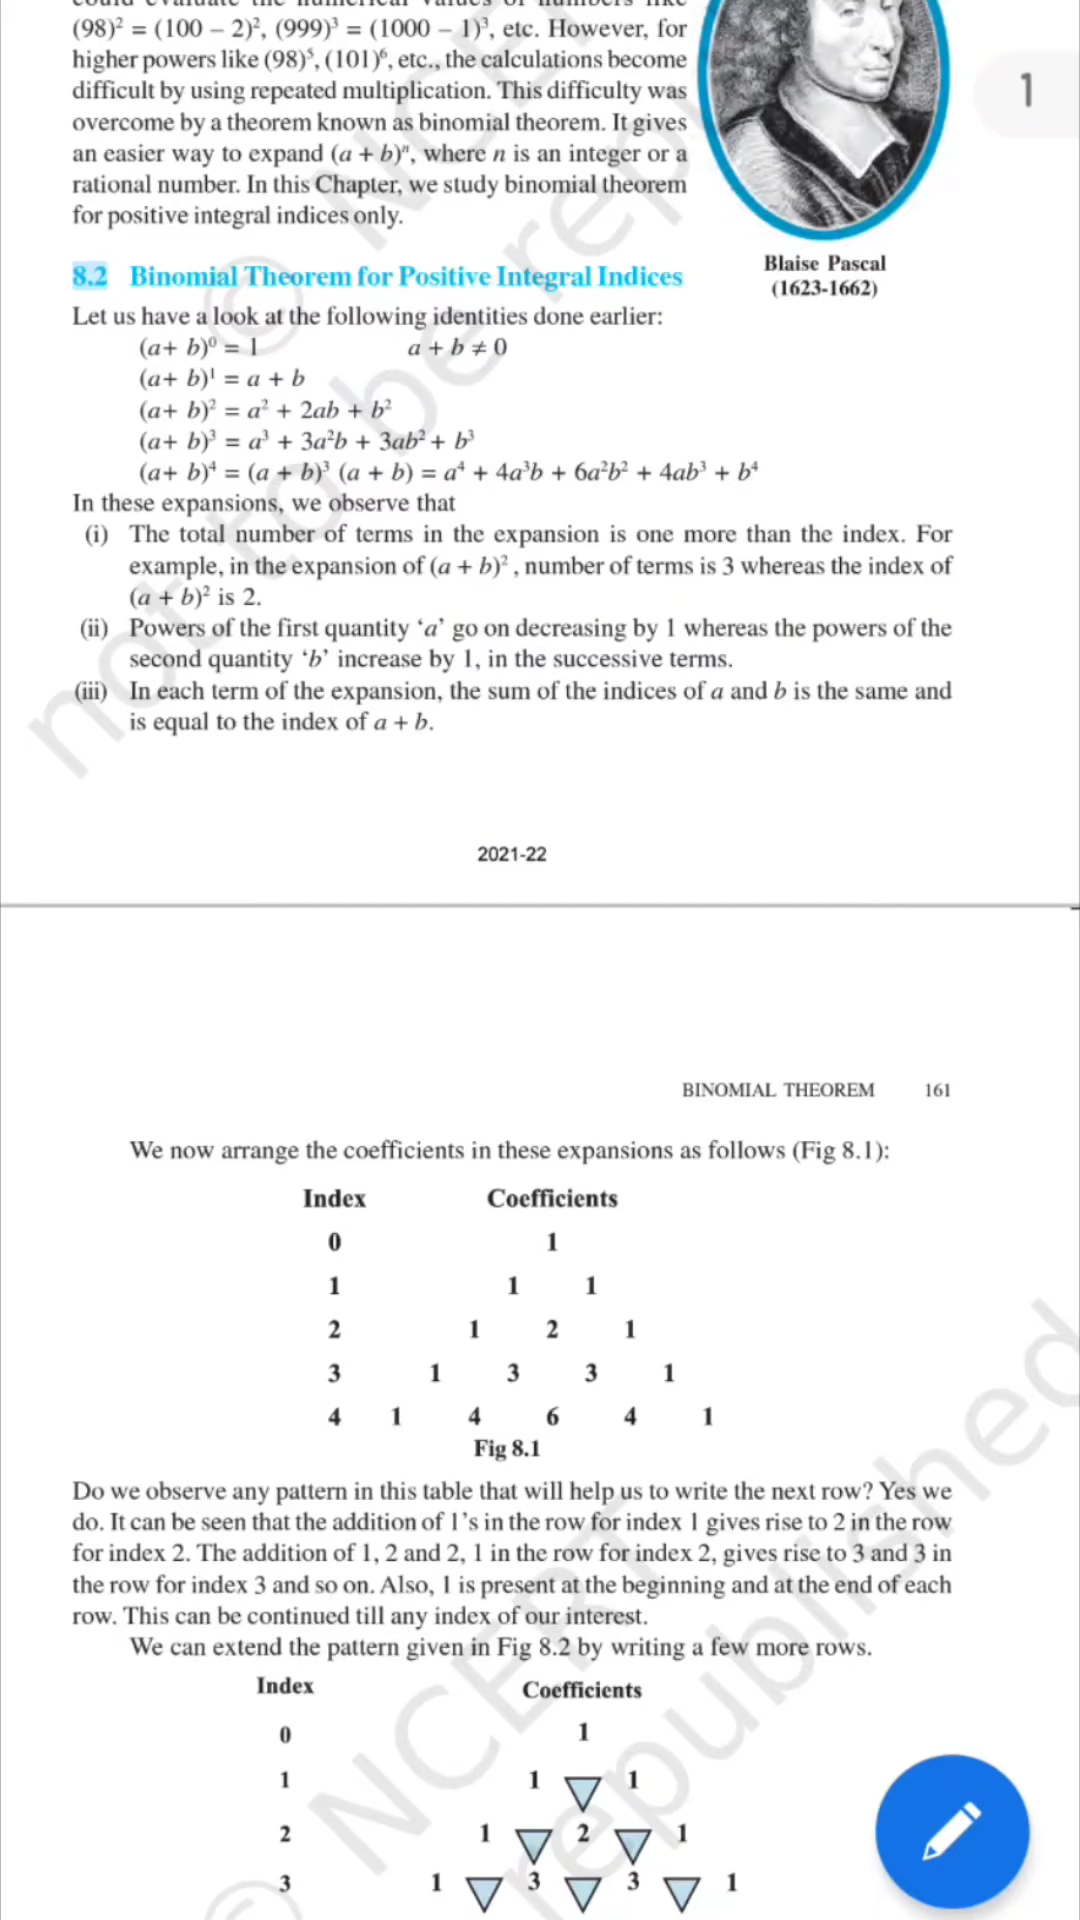 (98)² = (100 – 2)², (999)³ = (1000 – 1)³, etc. However, for
higher powers like (98)⁵, (101)⁶, etc., the calculations become
difficult by using repeated multiplication. This difficulty was
overcome by a theorem known as binomial theorem. It gives
an easier way to expand (a + b)ⁿ, where n is an integer or a
rational number. In this Chapter, we study binomial theorem
for positive integral indices only.
1
Blaise Pascal
(1623-1662)
8.2 Binomial Theorem for Positive Integral Indices
Let us have a look at the following identities done earlier:
(a+ b)⁰ = 1 a + b ≠ 0
(a+ b)¹ = a + b
(a+ b)² = a² + 2ab + b²
(a+ b)³ = a³ + 3a²b + 3ab² + b³
(a+ b)⁴ = (a + b)³ (a + b) = a⁴ + 4a³b + 6a²b² + 4ab³ + b⁴
In these expansions, we observe that
(i) The total number of terms in the expansion is one more than the index. For
example, in the expansion of (a + b)² , number of terms is 3 whereas the index of
(a + b)² is 2.
(ii) Powers of the first quantity ‘a’ go on decreasing by 1 whereas the powers of the
second quantity ‘b’ increase by 1, in the successive terms.
(iii) In each term of the expansion, the sum of the indices of a and b is the same and
is equal to the index of a + b.
2021-22
BINOMIAL THEOREM 161
We now arrange the coefficients in these expansions as follows (Fig 8.1):
Index Coefficients
0 1
1 1 1
2 1 2 1
3 1 3 3 1
4 1 4 6 4 1
Fig 8.1
Do we observe any pattern in this table that will help us to write the next row? Yes we
do. It can be seen that the addition of 1’s in the row for index 1 gives rise to 2 in the row
for index 2. The addition of 1, 2 and 2, 1 in the row for index 2, gives rise to 3 and 3 in
the row for index 3 and so on. Also, 1 is present at the beginning and at the end of each
row. This can be continued till any index of our interest.
We can extend the pattern given in Fig 8.2 by writing a few more rows.
Index Coefficients
0 1
1 1 1
2 1 2 1
3 1 3 3 1
not to be repu
© NCERT
republished